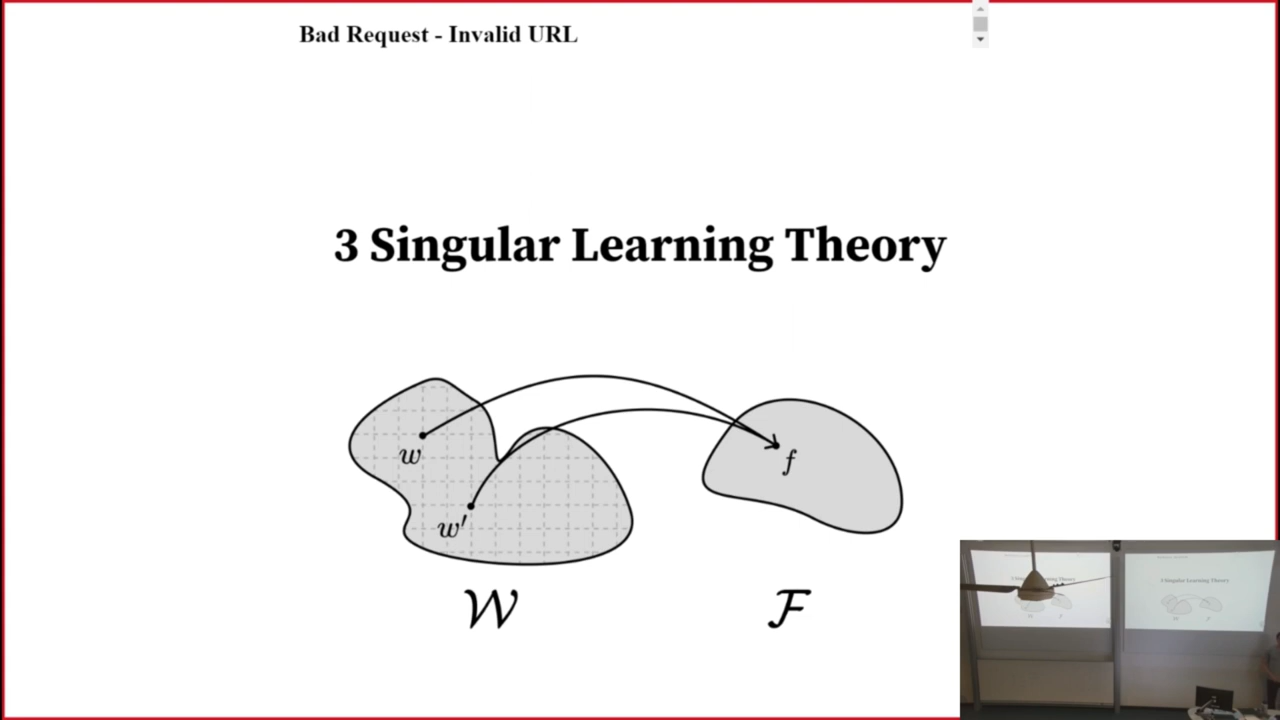 Bad Request - Invalid URL
3 Singular Learning Theory
w
f
w′
𝒲
ℱ